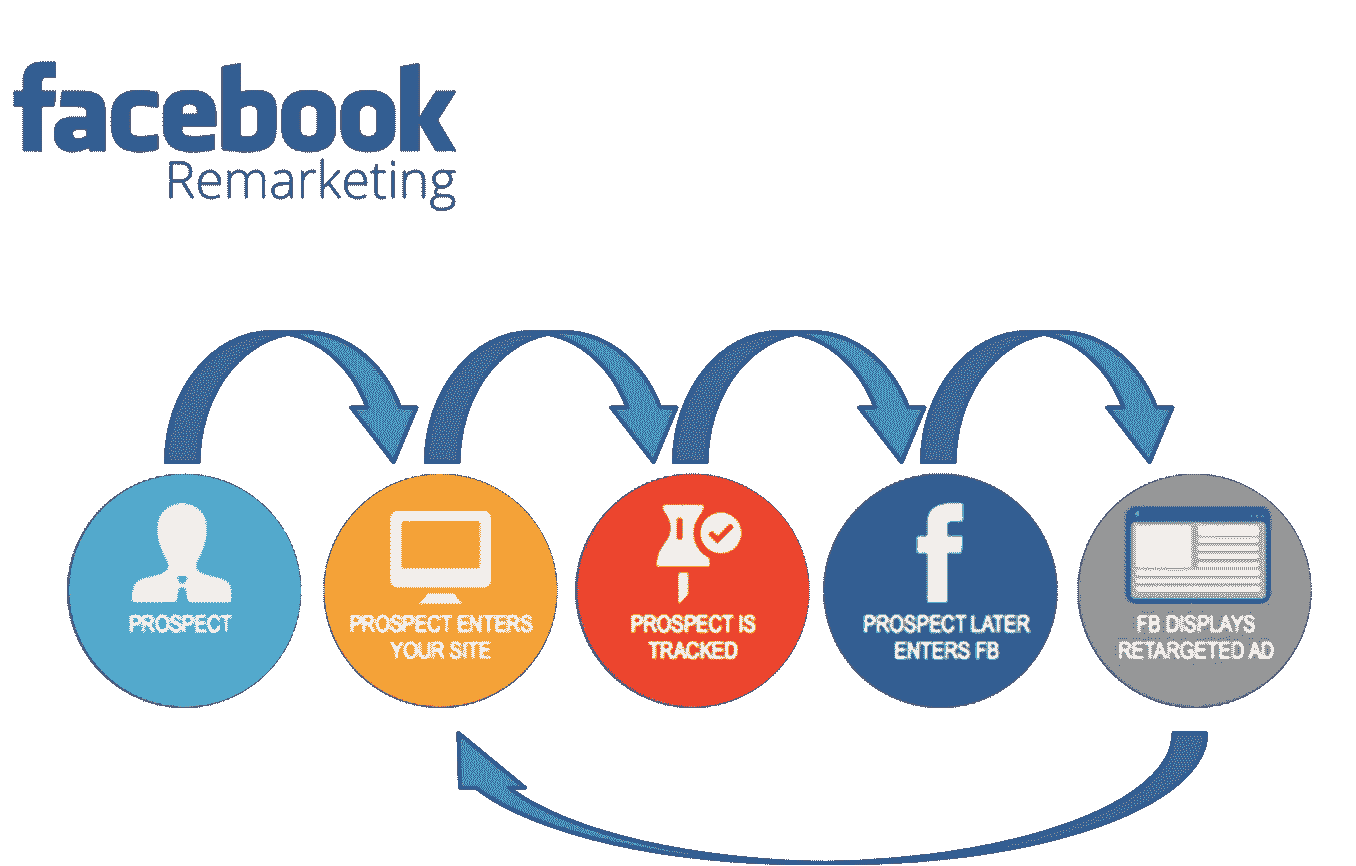 facebook
Remarketing
PROSPECT
PROSPECT ENTERS
YOUR SITE
PROSPECT IS
TRACKED
PROSPECT LATER
ENTERS FB
FB DISPLAYS
RETARGETED AD